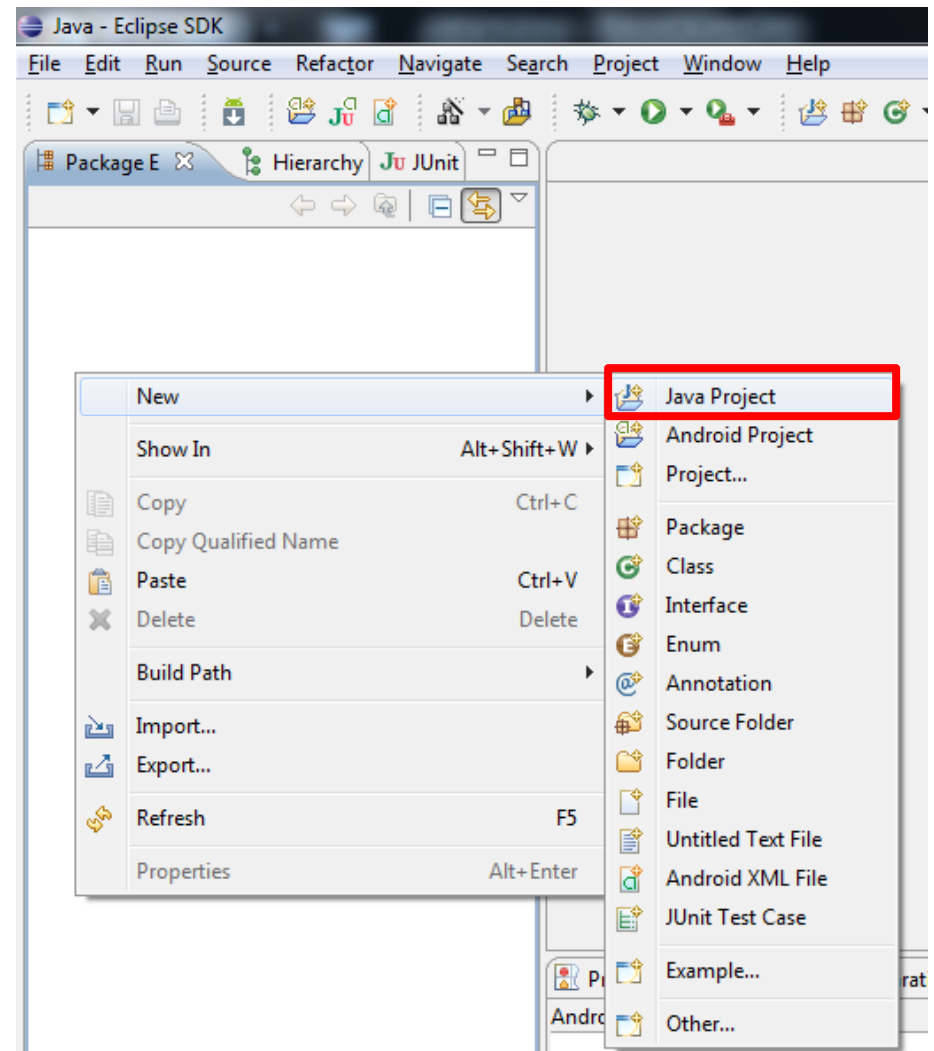 Java - Eclipse SDK
File Edit Run Source Refactor Navigate Search Project Window Help
Package E Hierarchy JUnit
New
Show In Alt+Shift+W
Copy Ctrl+C
Copy Qualified Name
Paste Ctrl+V
Delete Delete
Build Path
Import...
Export...
Refresh F5
Properties Alt+Enter
Java Project
Android Project
Project...
Package
Class
Interface
Enum
Annotation
Source Folder
Folder
File
Untitled Text File
Android XML File
JUnit Test Case
Example...
Other...